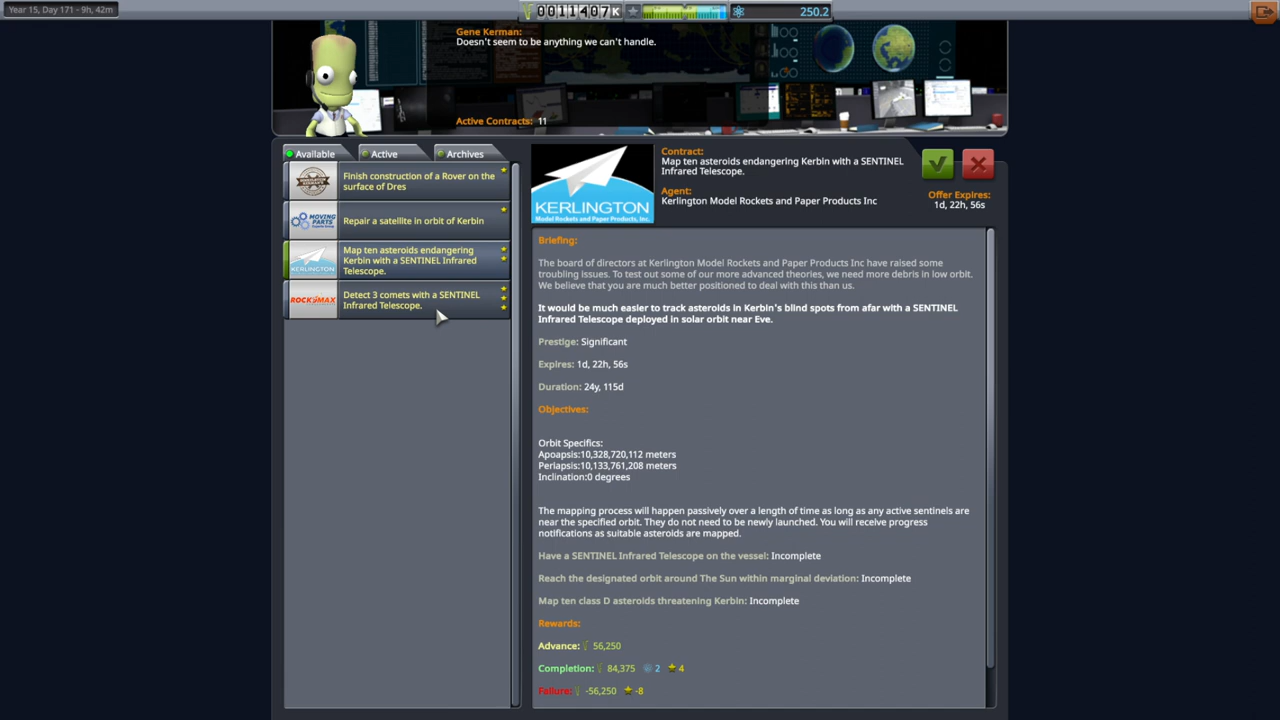 Year 15, Day 171 - 9h, 42m
0011407K
250.2
Gene Kerman:
Doesn't seem to be anything we can't handle.
Active Contracts: 11
Available
Active
Archives
Finish construction of a Rover on the
surface of Dres
MOVING
PARTS
Repair a satellite in orbit of Kerbin
KERLINGTON
Map ten asteroids endangering
Kerbin with a SENTINEL Infrared
Telescope.
ROCKOMAX
Detect 3 comets with a SENTINEL
Infrared Telescope.
KERLINGTON
Model Rockets and Paper Products, Inc.
Contract:
Map ten asteroids endangering Kerbin with a SENTINEL
Infrared Telescope.
Agent:
Kerlington Model Rockets and Paper Products Inc
Offer Expires:
1d, 22h, 56s
Briefing:
The board of directors at Kerlington Model Rockets and Paper Products Inc have raised some
troubling issues. To test out some of our more advanced theories, we need more debris in low orbit.
We believe that you are much better positioned to deal with this than us.
It would be much easier to track asteroids in Kerbin's blind spots from afar with a SENTINEL
Infrared Telescope deployed in solar orbit near Eve.
Prestige: Significant
Expires: 1d, 22h, 56s
Duration: 24y, 115d
Objectives:
Orbit Specifics:
Apoapsis:10,328,720,112 meters
Periapsis:10,133,761,208 meters
Inclination:0 degrees
The mapping process will happen passively over a length of time as long as any active sentinels are
near the specified orbit. They do not need to be newly launched. You will receive progress
notifications as suitable asteroids are mapped.
Have a SENTINEL Infrared Telescope on the vessel: Incomplete
Reach the designated orbit around The Sun within marginal deviation: Incomplete
Map ten class D asteroids threatening Kerbin: Incomplete
Rewards:
Advance: 56,250
Completion: 84,375 2 4
Failure: -56,250 -8